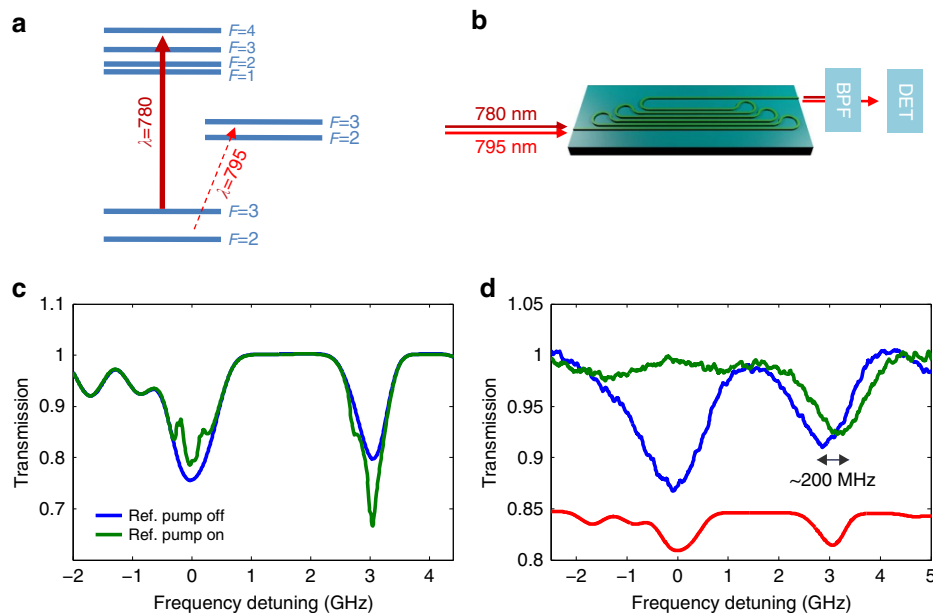 a
F=4
F=3
F=2
F=1
λ=780
F=3
F=2
λ=795
F=3
F=2
b
780 nm
795 nm
BPF
DET
c
1.1
1
0.9
0.8
0.7
Transmission
Ref. pump off
Ref. pump on
−2 −1 0 1 2 3 4
Frequency detuning (GHz)
d
1.05
1
0.95
0.9
0.85
0.8
Transmission
~200 MHz
−2 −1 0 1 2 3 4 5
Frequency detuning (GHz)